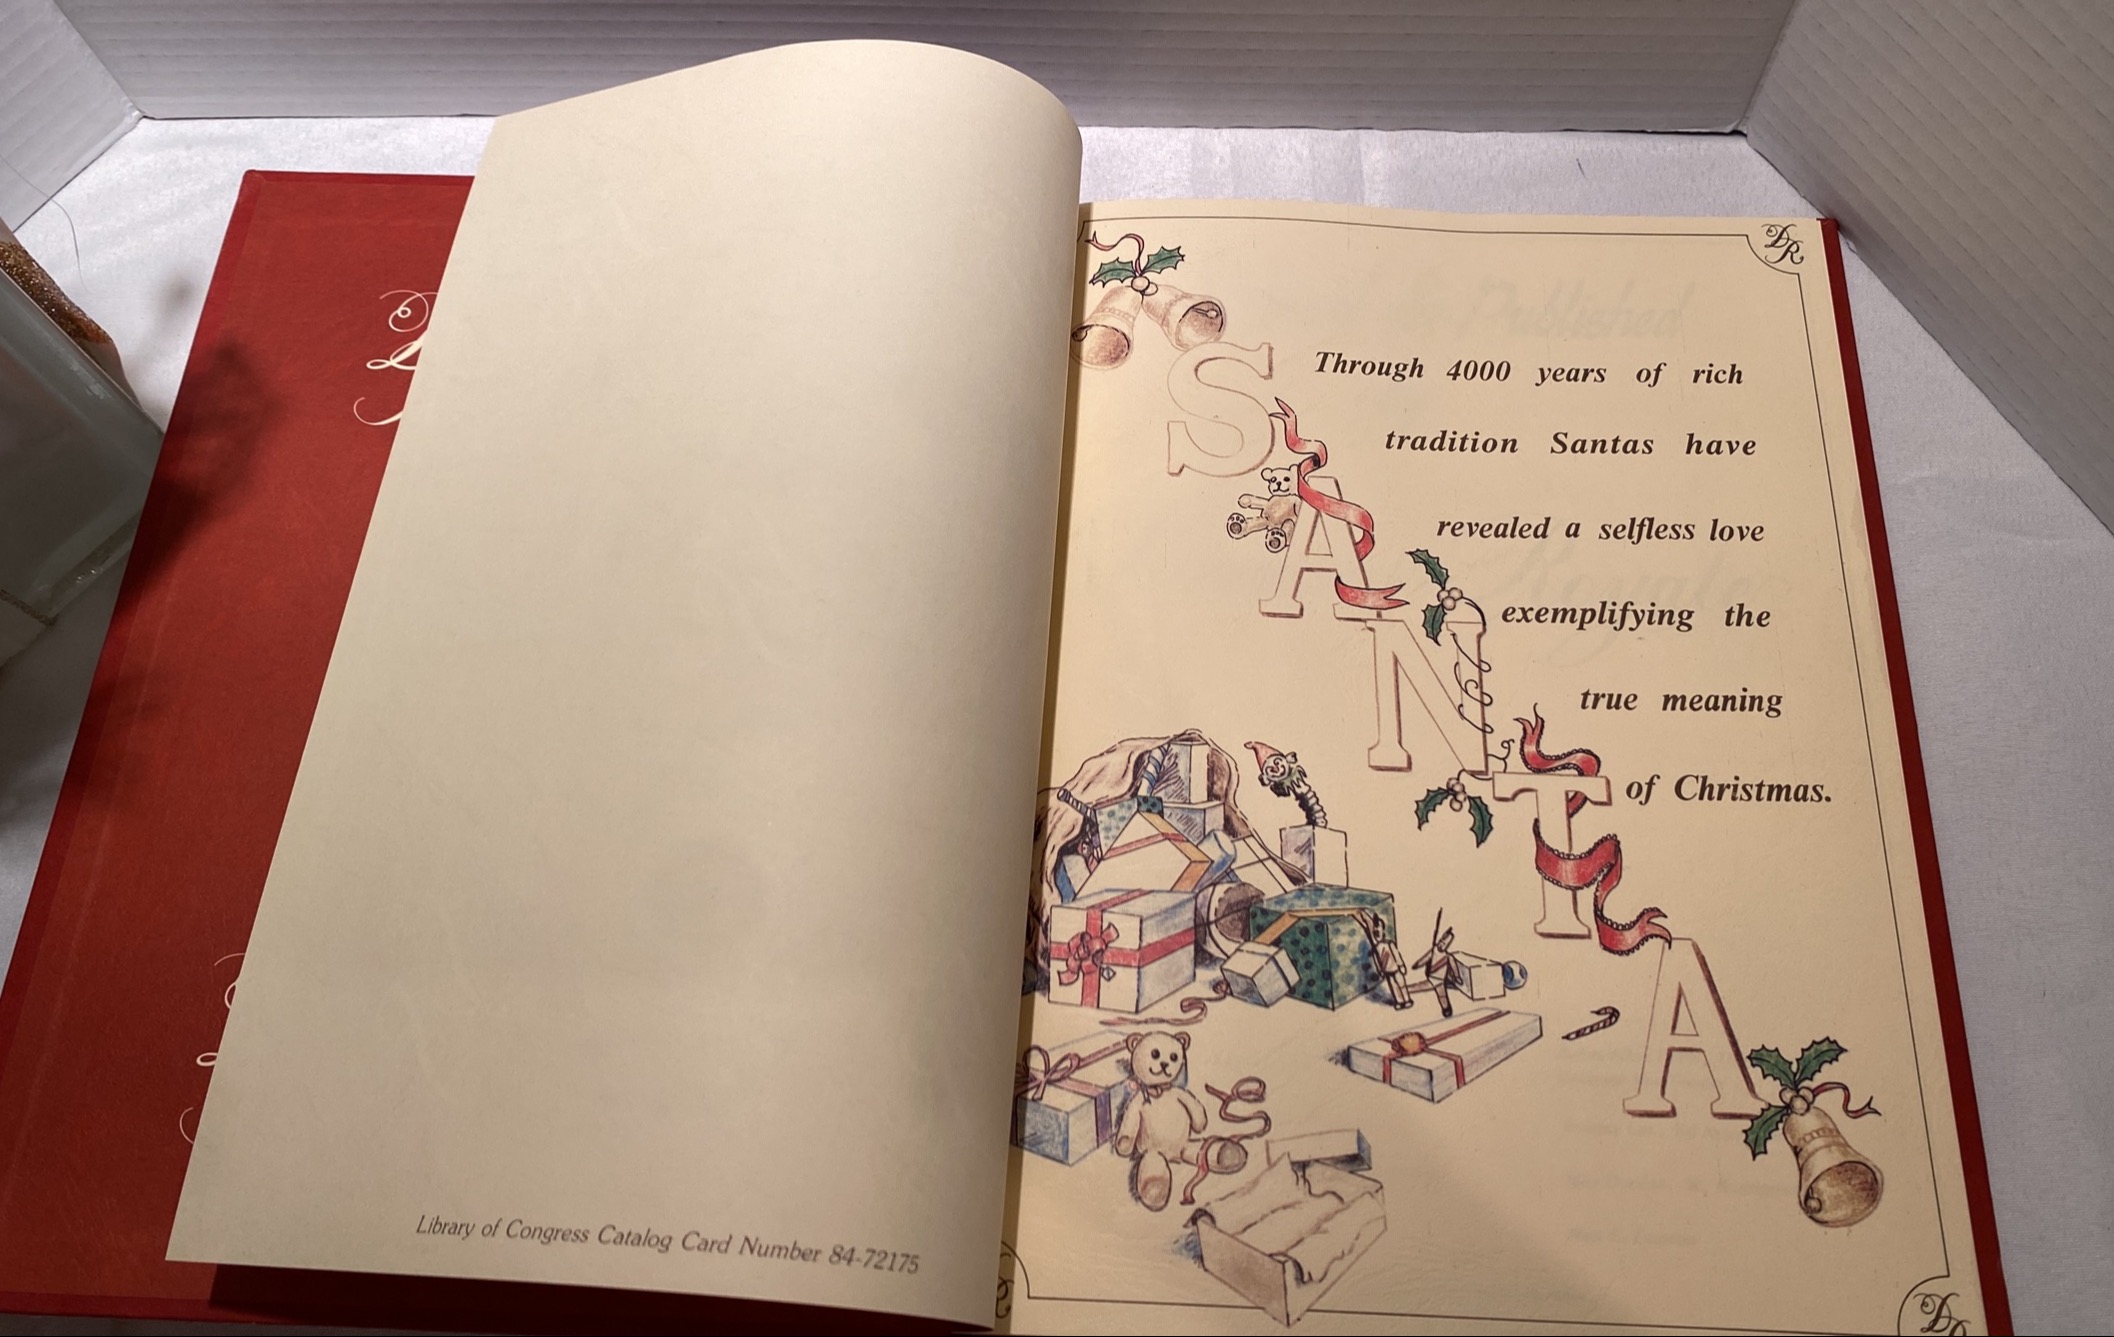 Library of Congress Catalog Card Number 84-72175
DR
SANTA
Through 4000 years of rich
tradition Santas have
revealed a selfless love
exemplifying the
true meaning
of Christmas.